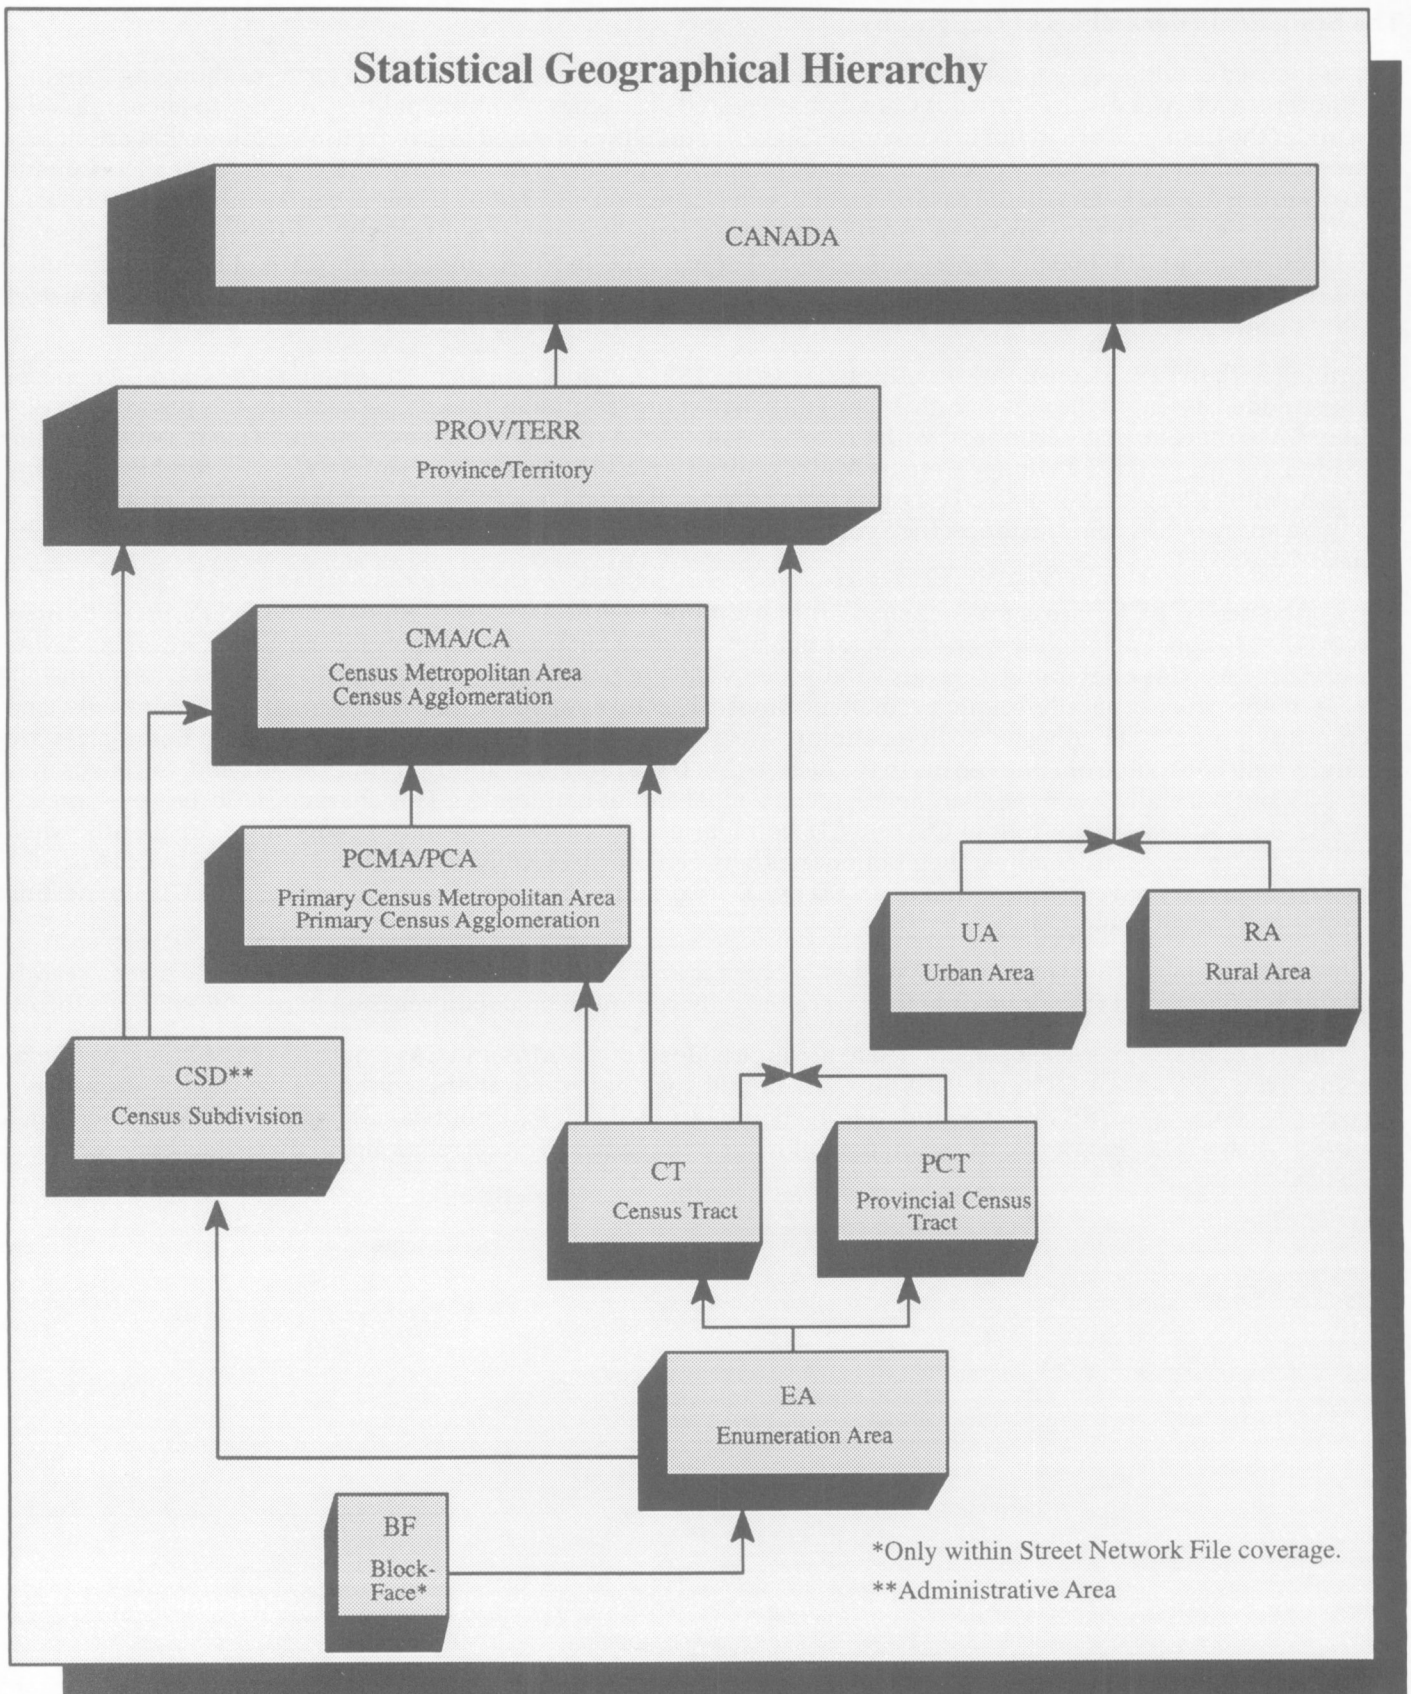 Statistical Geographical Hierarchy
CANADA
PROV/TERR
Province/Territory
CMA/CA
Census Metropolitan Area
Census Agglomeration
PCMA/PCA
Primary Census Metropolitan Area
Primary Census Agglomeration
UA
Urban Area
RA
Rural Area
CSD**
Census Subdivision
CT
Census Tract
PCT
Provincial Census
Tract
EA
Enumeration Area
BF
Block-
Face*
*Only within Street Network File coverage.
**Administrative Area